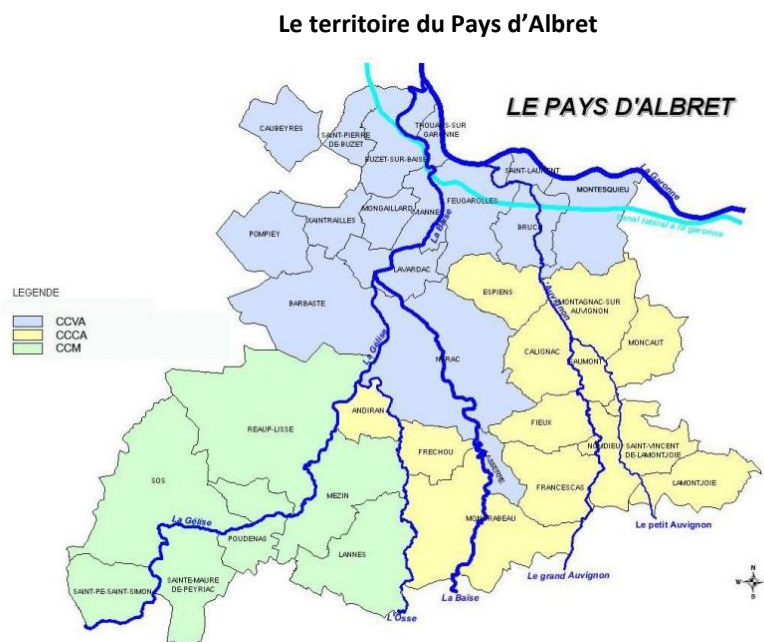 Le territoire du Pays d’Albret
LE PAYS D'ALBRET
CAUBEYRES
SAINT-PIERRE
DE-BUZET
THOUARS-SUR
GARONNE
BUZET-SUR-BAISE
SAINT-LAURENT
La Garonne
MONTESQUIEU
FEUGAROLLES
MONGAILLARD
VIANNE
XAINTRAILLES
La Baïse
BRUCH
canal latéral à la garonne
POMPIEY
LAVARDAC
LEGENDE
CCVA
CCCA
CCM
BARBASTE
ESPIENS
L'Auvignon
MONTAGNAC-SUR
AUVIGNON
MONCAUT
CALIGNAC
SAUMONT
La Gélise
NERAC
ANDIRAN
REAUP-LISSE
FIEUX
FRECHOU
NOMDIEU
SAINT-VINCENT
DE-LAMONTJOIE
LASSERRE
SOS
FRANCESCAS
LAMONTJOIE
MEZIN
La Gélise
MONCRABEAU
Le petit Auvignon
POUDENAS
LANNES
Le grand Auvignon
SAINTE-MAURE
DE-PEYRIAC
SAINT-PE-SAINT-SIMON
La Baïse
L'Osse
N
W
E
S